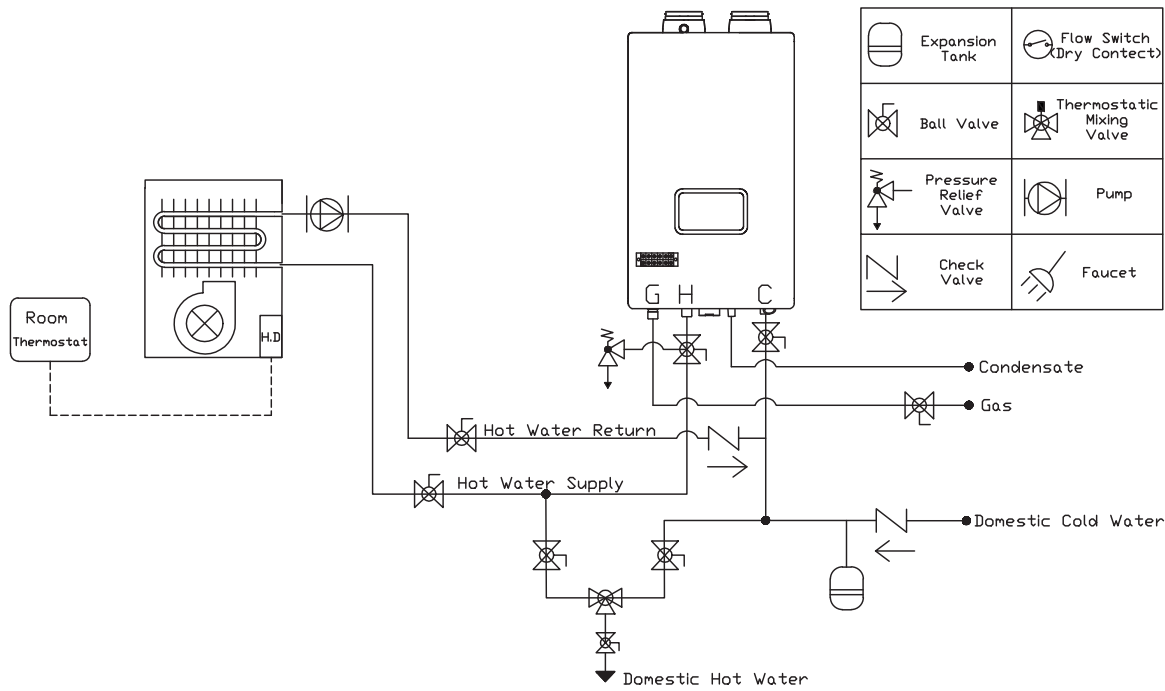 Expansion
Tank
Flow Switch
(Dry Contect)
Ball Valve
Thermostatic
Mixing
Valve
Pressure
Relief
Valve
Pump
Check
Valve
Faucet
G H C
Room
Thermostat
H.D
Condensate
Gas
Hot Water Return
Hot Water Supply
Domestic Cold Water
Domestic Hot Water